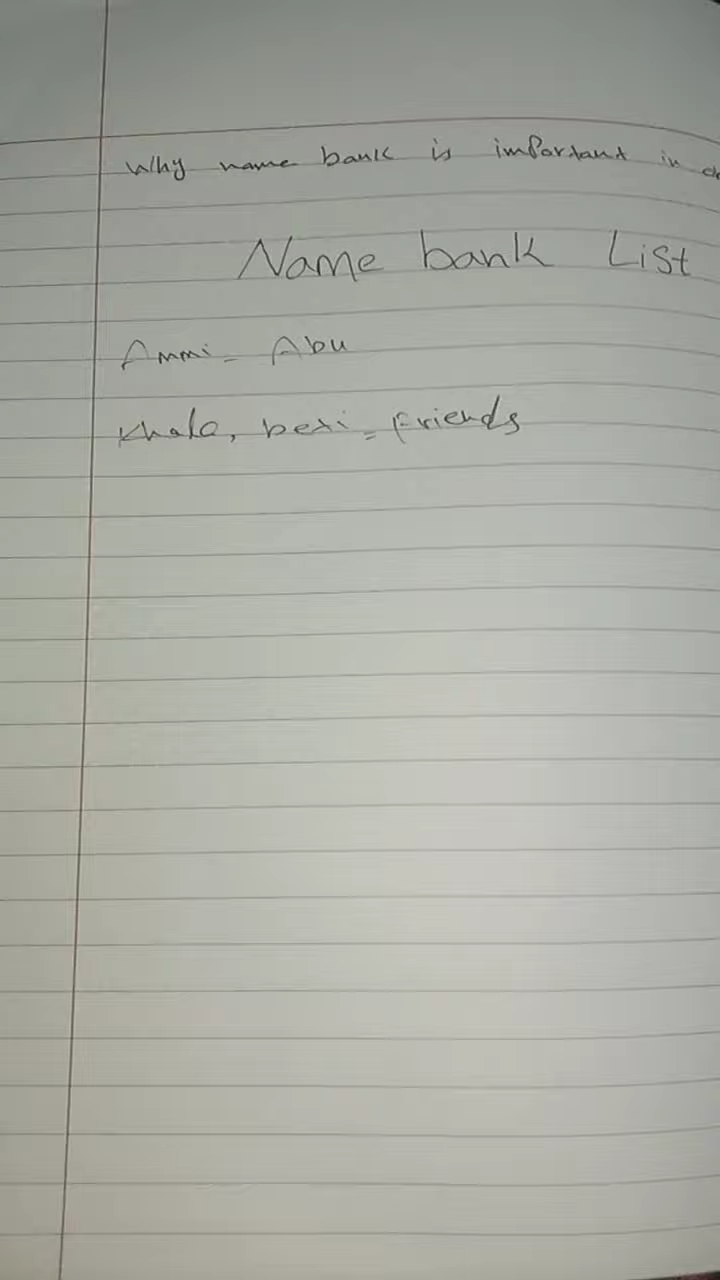 Why name bank is important in
Name bank List
Ammi - Abu
Khala, beti - Friends